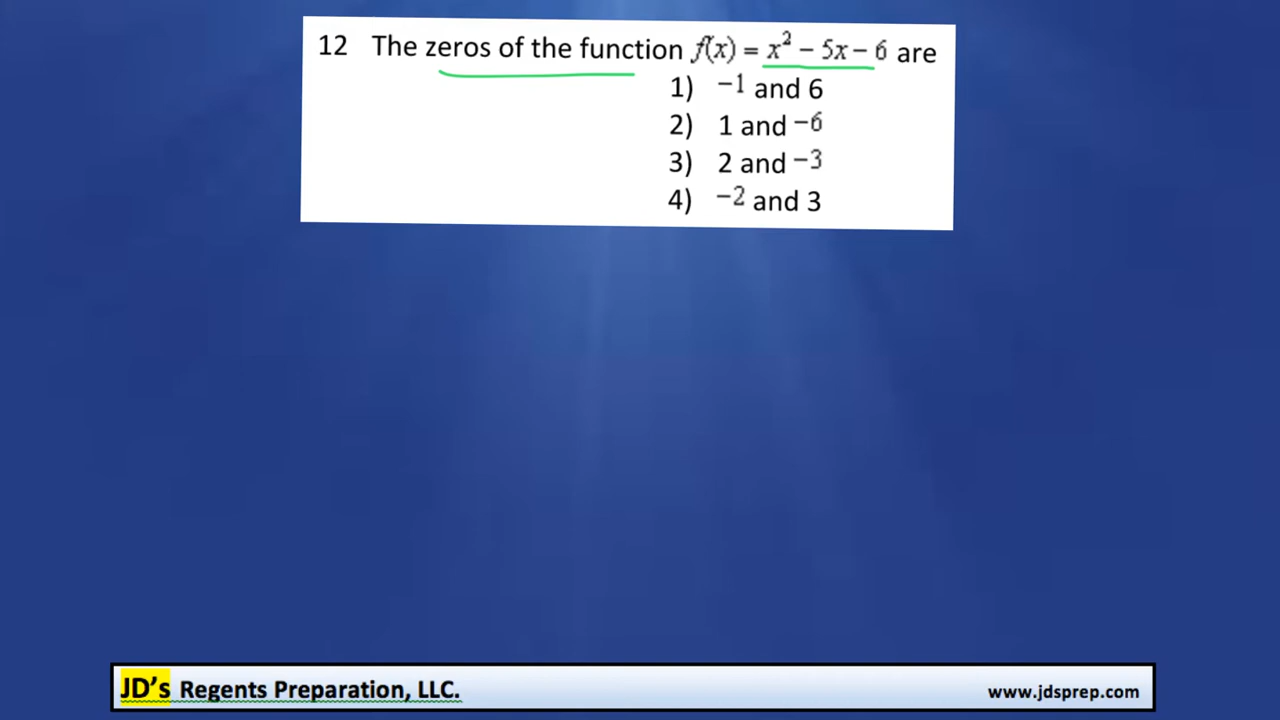 12 The zeros of the function f(x) = x² − 5x − 6 are
1) −1 and 6
2) 1 and −6
3) 2 and −3
4) −2 and 3
JD's Regents Preparation, LLC. www.jdsprep.com